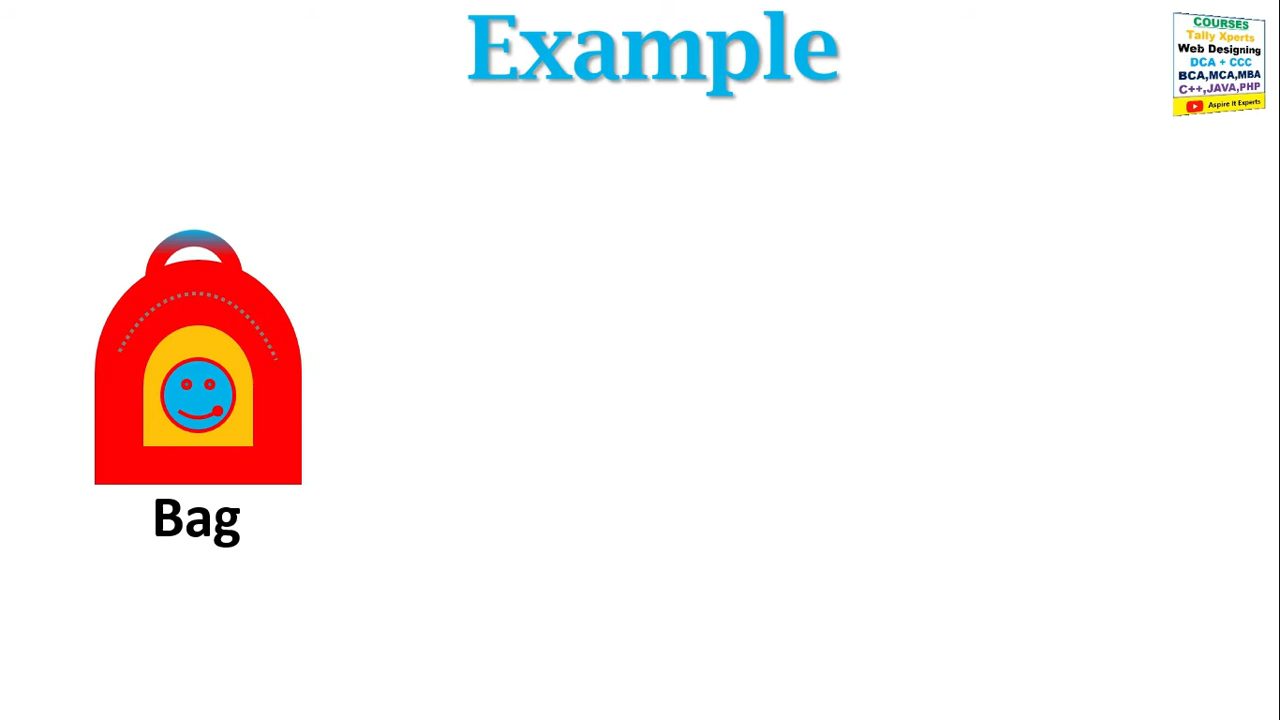 Example
COURSES
Tally Xperts
Web Designing
DCA + CCC
BCA,MCA,MBA
C++,JAVA,PHP
Aspire It Experts
Bag